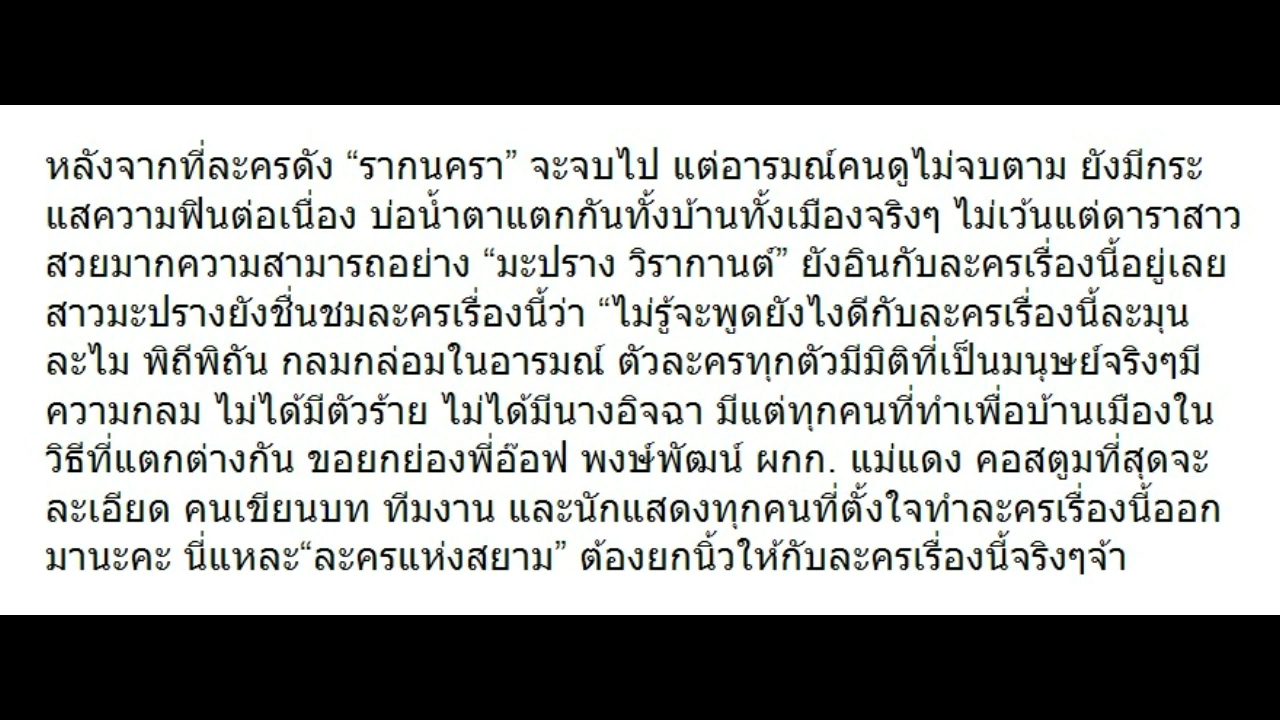 หลังจากที่ละครดัง “รากนครา” จะจบไป แต่อารมณ์คนดูไม่จบตาม ยังมีกระ
แสความฟินต่อเนื่อง บ่อน้ำตาแตกกันทั้งบ้านทั้งเมืองจริงๆ ไม่เว้นแต่ดาราสาว
สวยมากความสามารถอย่าง “มะปราง วิรากานต์” ยังอินกับละครเรื่องนี้อยู่เลย
สาวมะปรางยังชื่นชมละครเรื่องนี้ว่า “ไม่รู้จะพูดยังไงดีกับละครเรื่องนี้ละมุน
ละไม พิถีพิถัน กลมกล่อมในอารมณ์ ตัวละครทุกตัวมีมิติที่เป็นมนุษย์จริงๆมี
ความกลม ไม่ได้มีตัวร้าย ไม่ได้มีนางอิจฉา มีแต่ทุกคนที่ทำเพื่อบ้านเมืองใน
วิธีที่แตกต่างกัน ขอยกย่องพี่อ๊อฟ พงษ์พัฒน์ ผกก. แม่แดง คอสตูมที่สุดจะ
ละเอียด คนเขียนบท ทีมงาน และนักแสดงทุกคนที่ตั้งใจทำละครเรื่องนี้ออก
มานะคะ นี่แหละ“ละครแห่งสยาม” ต้องยกนิ้วให้กับละครเรื่องนี้จริงๆจ้า